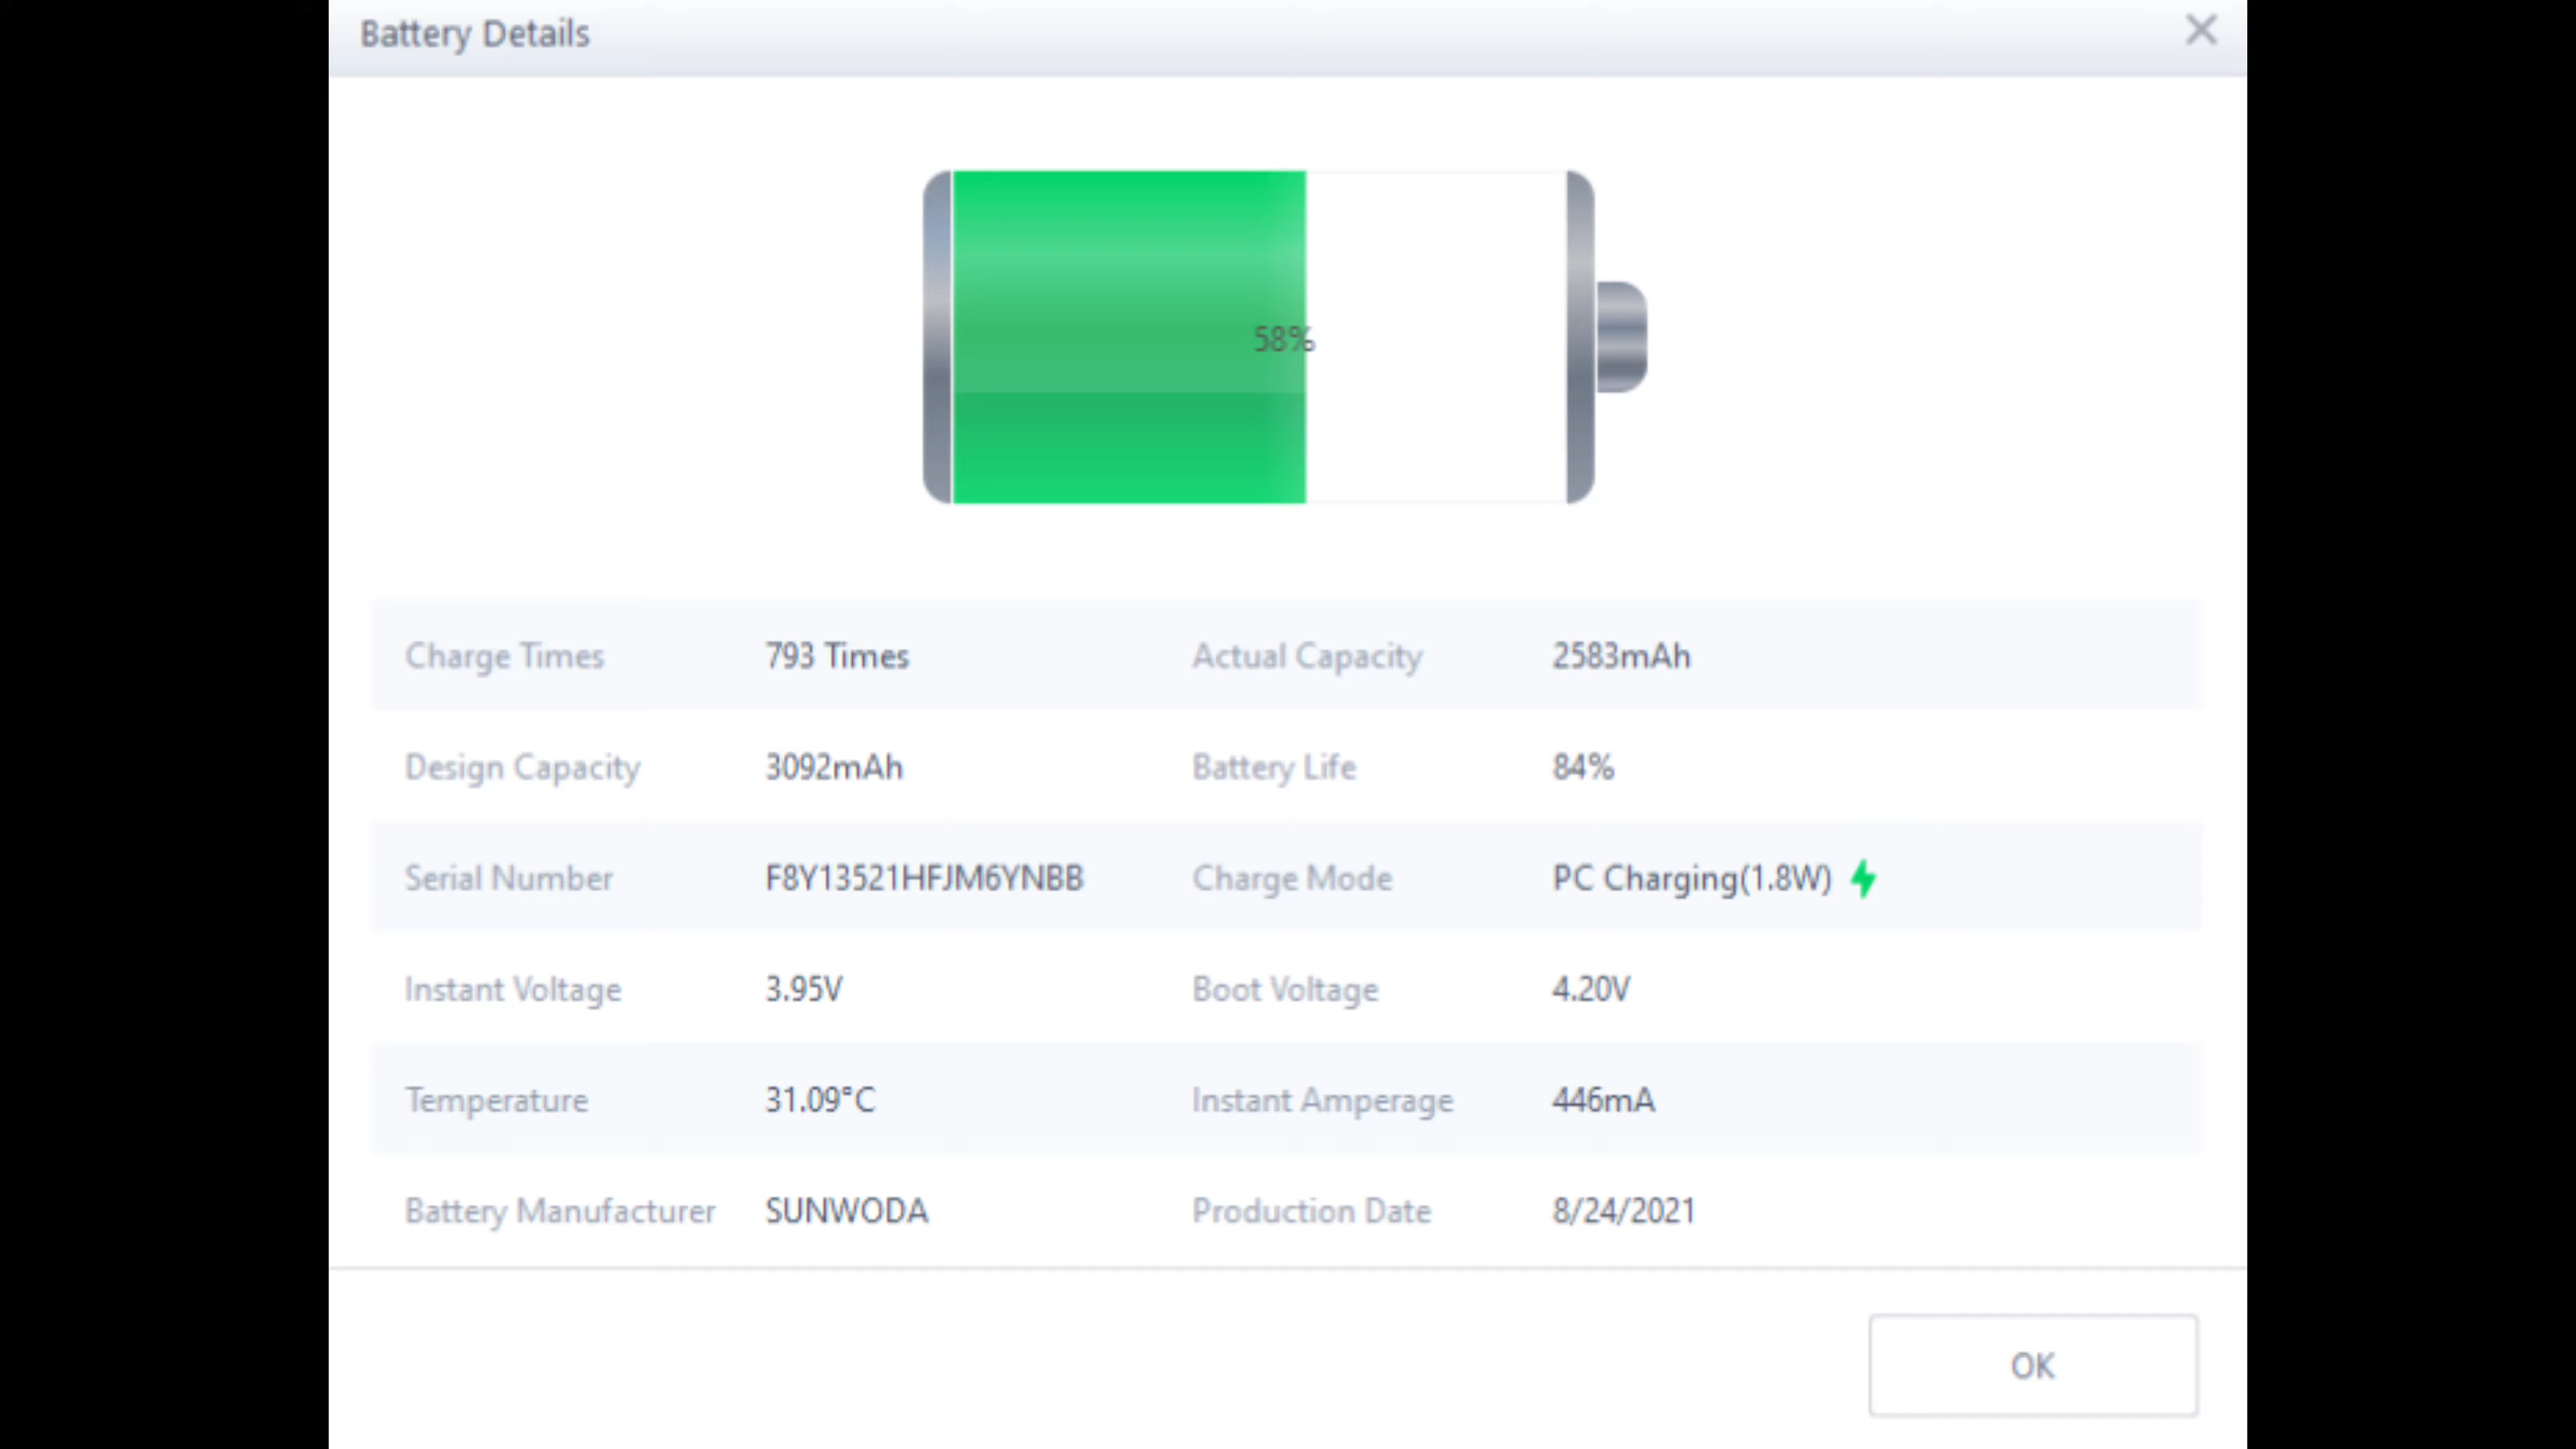 Battery Details
58%
Charge Times 793 Times Actual Capacity 2583mAh
Design Capacity 3092mAh Battery Life 84%
Serial Number F8Y13521HFJM6YNBB Charge Mode PC Charging(1.8W)
Instant Voltage 3.95V Boot Voltage 4.20V
Temperature 31.09°C Instant Amperage 446mA
Battery Manufacturer SUNWODA Production Date 8/24/2021
OK